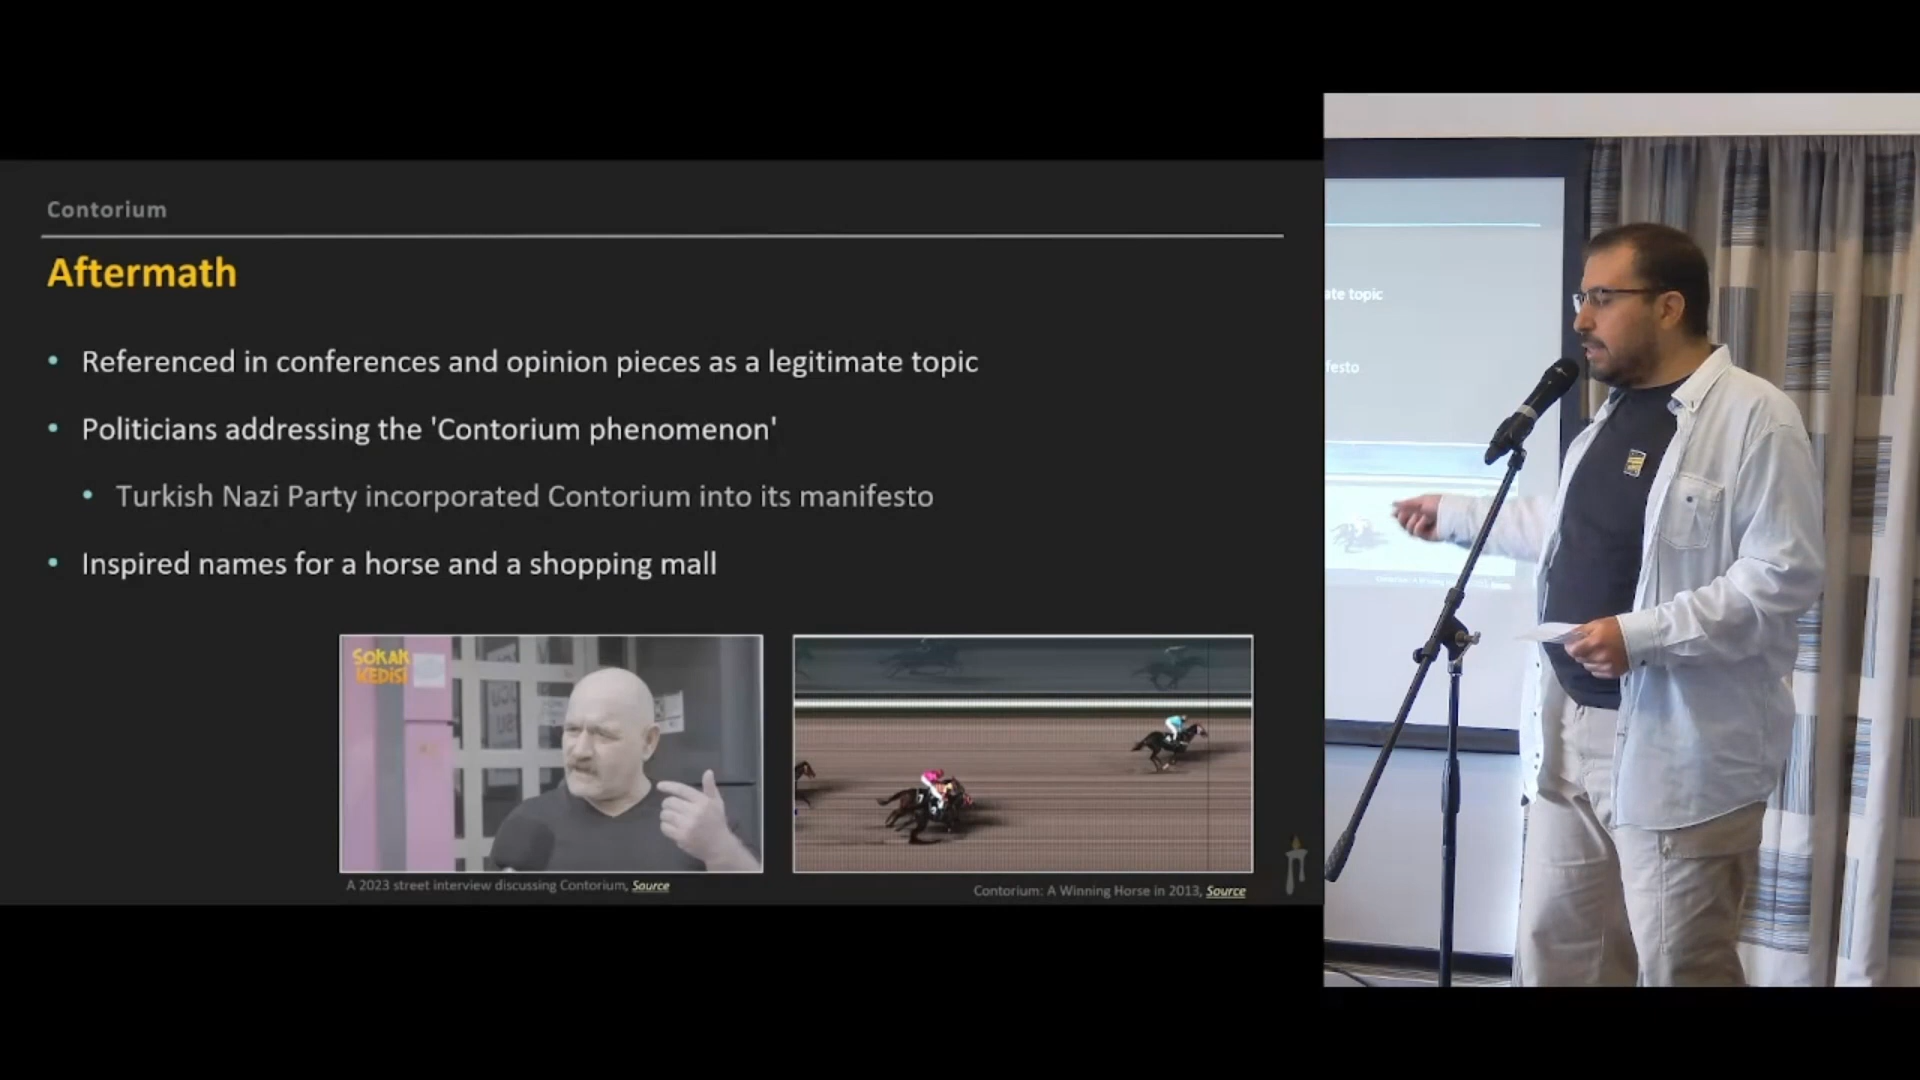 Contorium
Aftermath
• Referenced in conferences and opinion pieces as a legitimate topic
• Politicians addressing the 'Contorium phenomenon'
• Turkish Nazi Party incorporated Contorium into its manifesto
• Inspired names for a horse and a shopping mall
SOKAK
KEDİSİ
A 2023 street interview discussing Contorium, Source
Contorium: A Winning Horse in 2013, Source
ate topic
festo